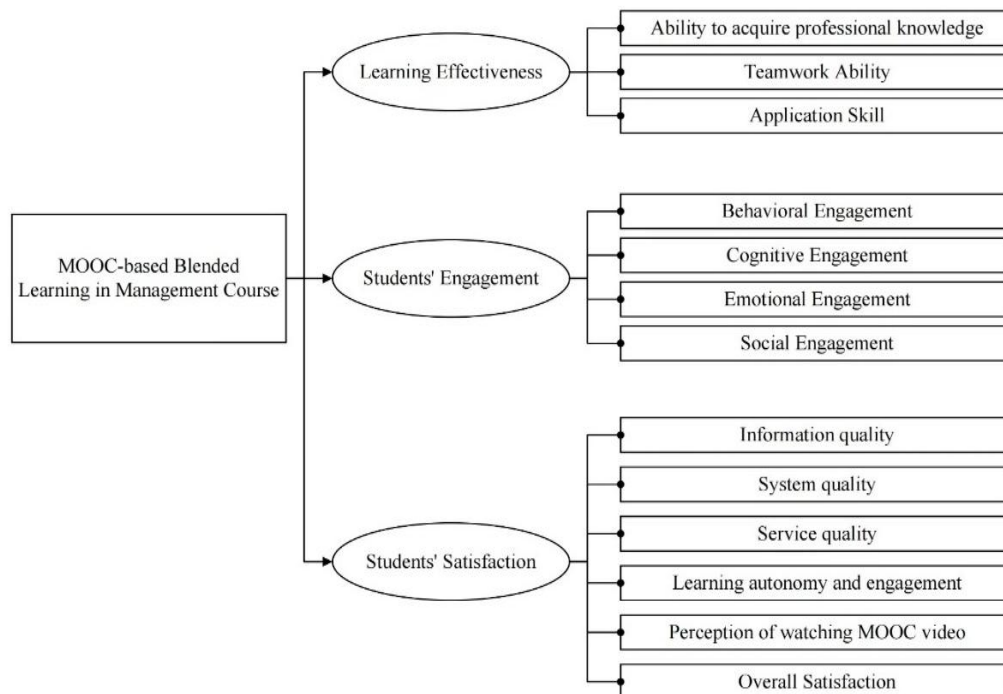 MOOC-based Blended
Learning in Management Course
Learning Effectiveness
Ability to acquire professional knowledge
Teamwork Ability
Application Skill
Students' Engagement
Behavioral Engagement
Cognitive Engagement
Emotional Engagement
Social Engagement
Students' Satisfaction
Information quality
System quality
Service quality
Learning autonomy and engagement
Perception of watching MOOC video
Overall Satisfaction